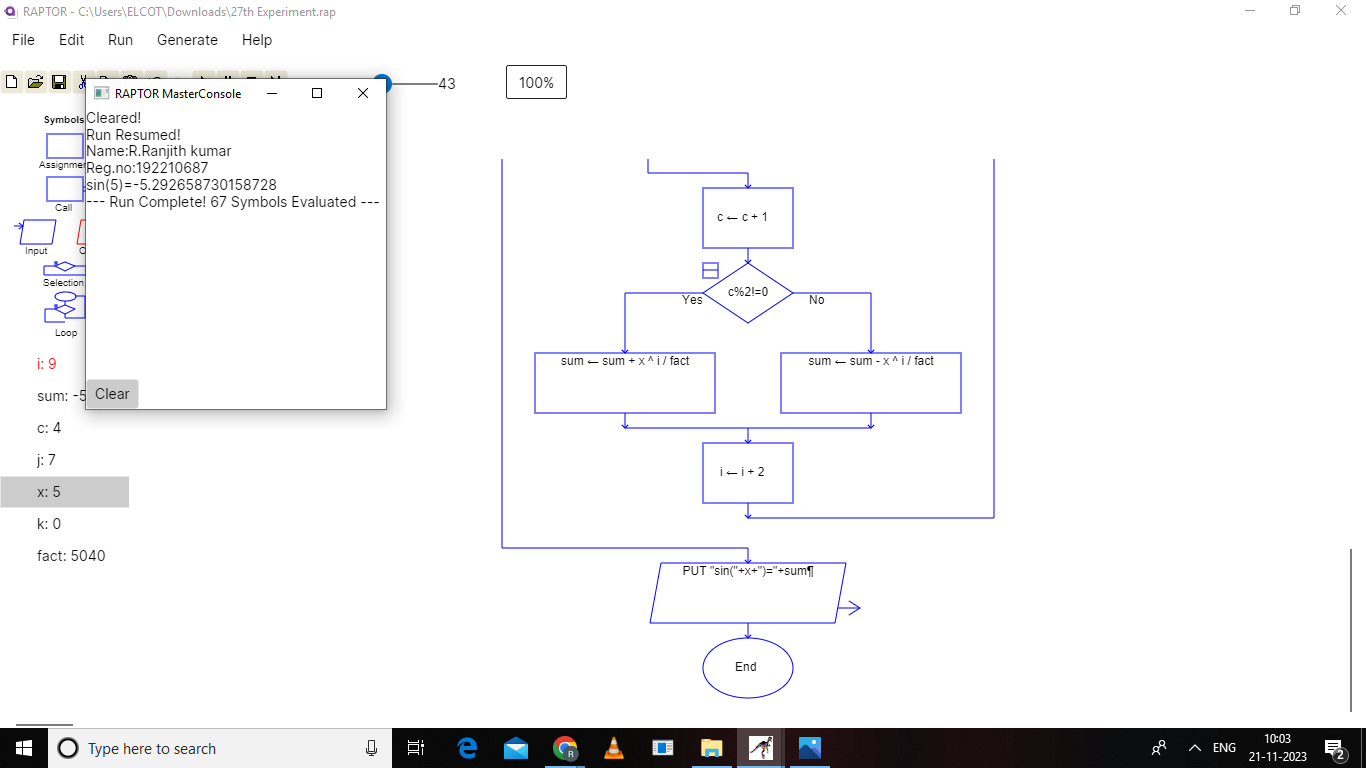 RAPTOR - C:\Users\ELCOT\Downloads\27th Experiment.rap
File Edit Run Generate Help
43
100%
RAPTOR MasterConsole
Cleared!
Run Resumed!
Name:R.Ranjith kumar
Reg.no:192210687
sin(5)=-5.292658730158728
--- Run Complete! 67 Symbols Evaluated ---
Clear
Symbols
Call
Input
Selection
Loop
i: 9
sum: -5
c: 4
j: 7
x: 5
k: 0
fact: 5040
c ← c + 1
c%2!=0
Yes
No
sum ← sum + x ^ i / fact
sum ← sum - x ^ i / fact
i ← i + 2
PUT "sin("+x+")="+sum¶
End
Type here to search
R
ENG
10:03
21-11-2023
2